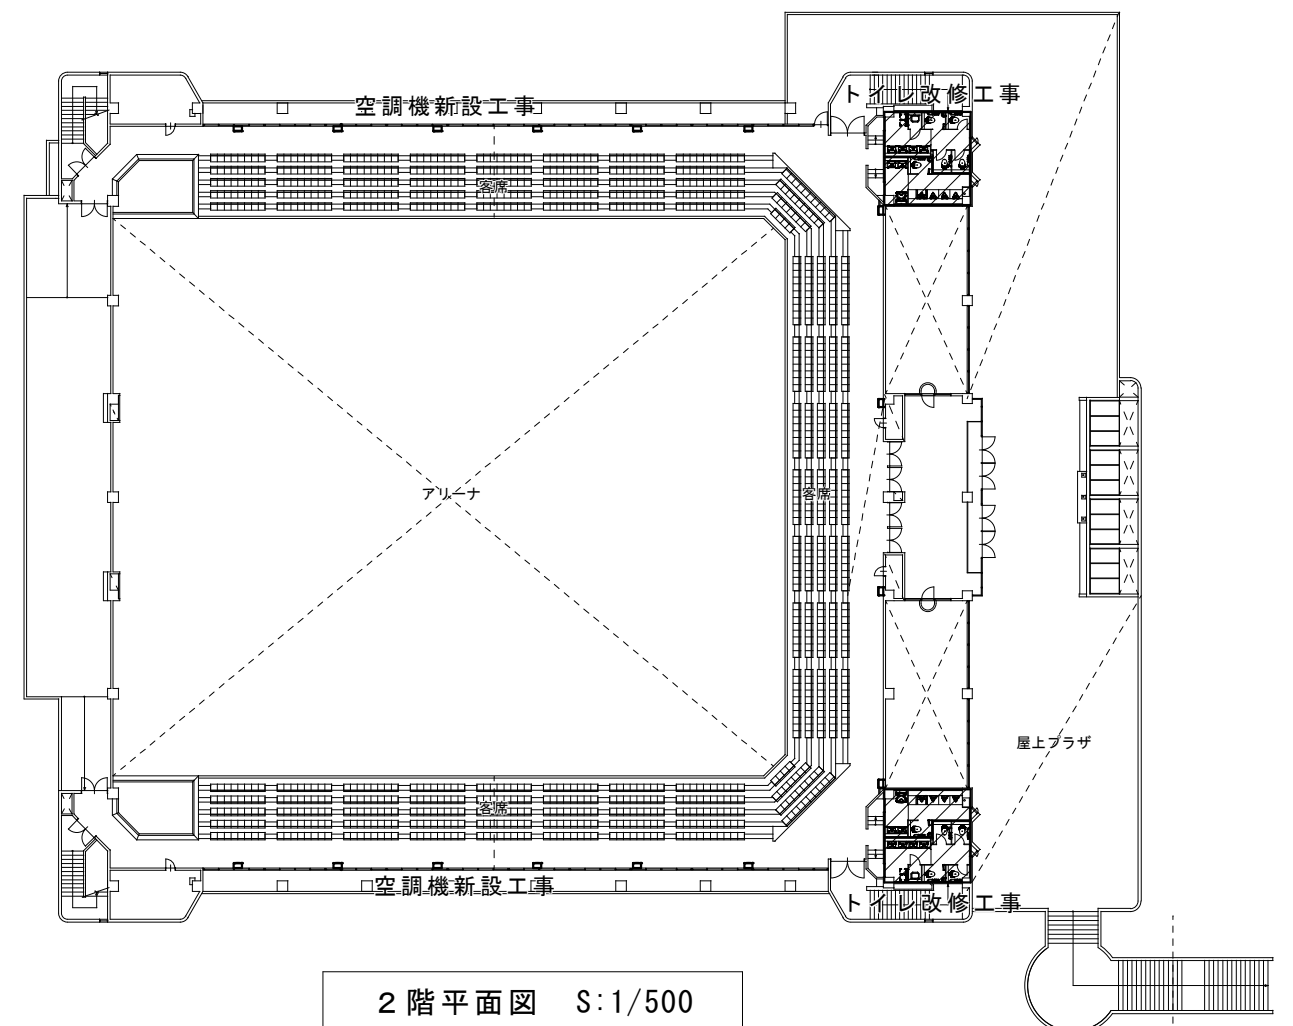 トイレ改修工事
空調機新設工事
客席
アリーナ
客席
屋上プラザ
客席
空調機新設工事
トイレ改修工事
２階平面図　S:1/500